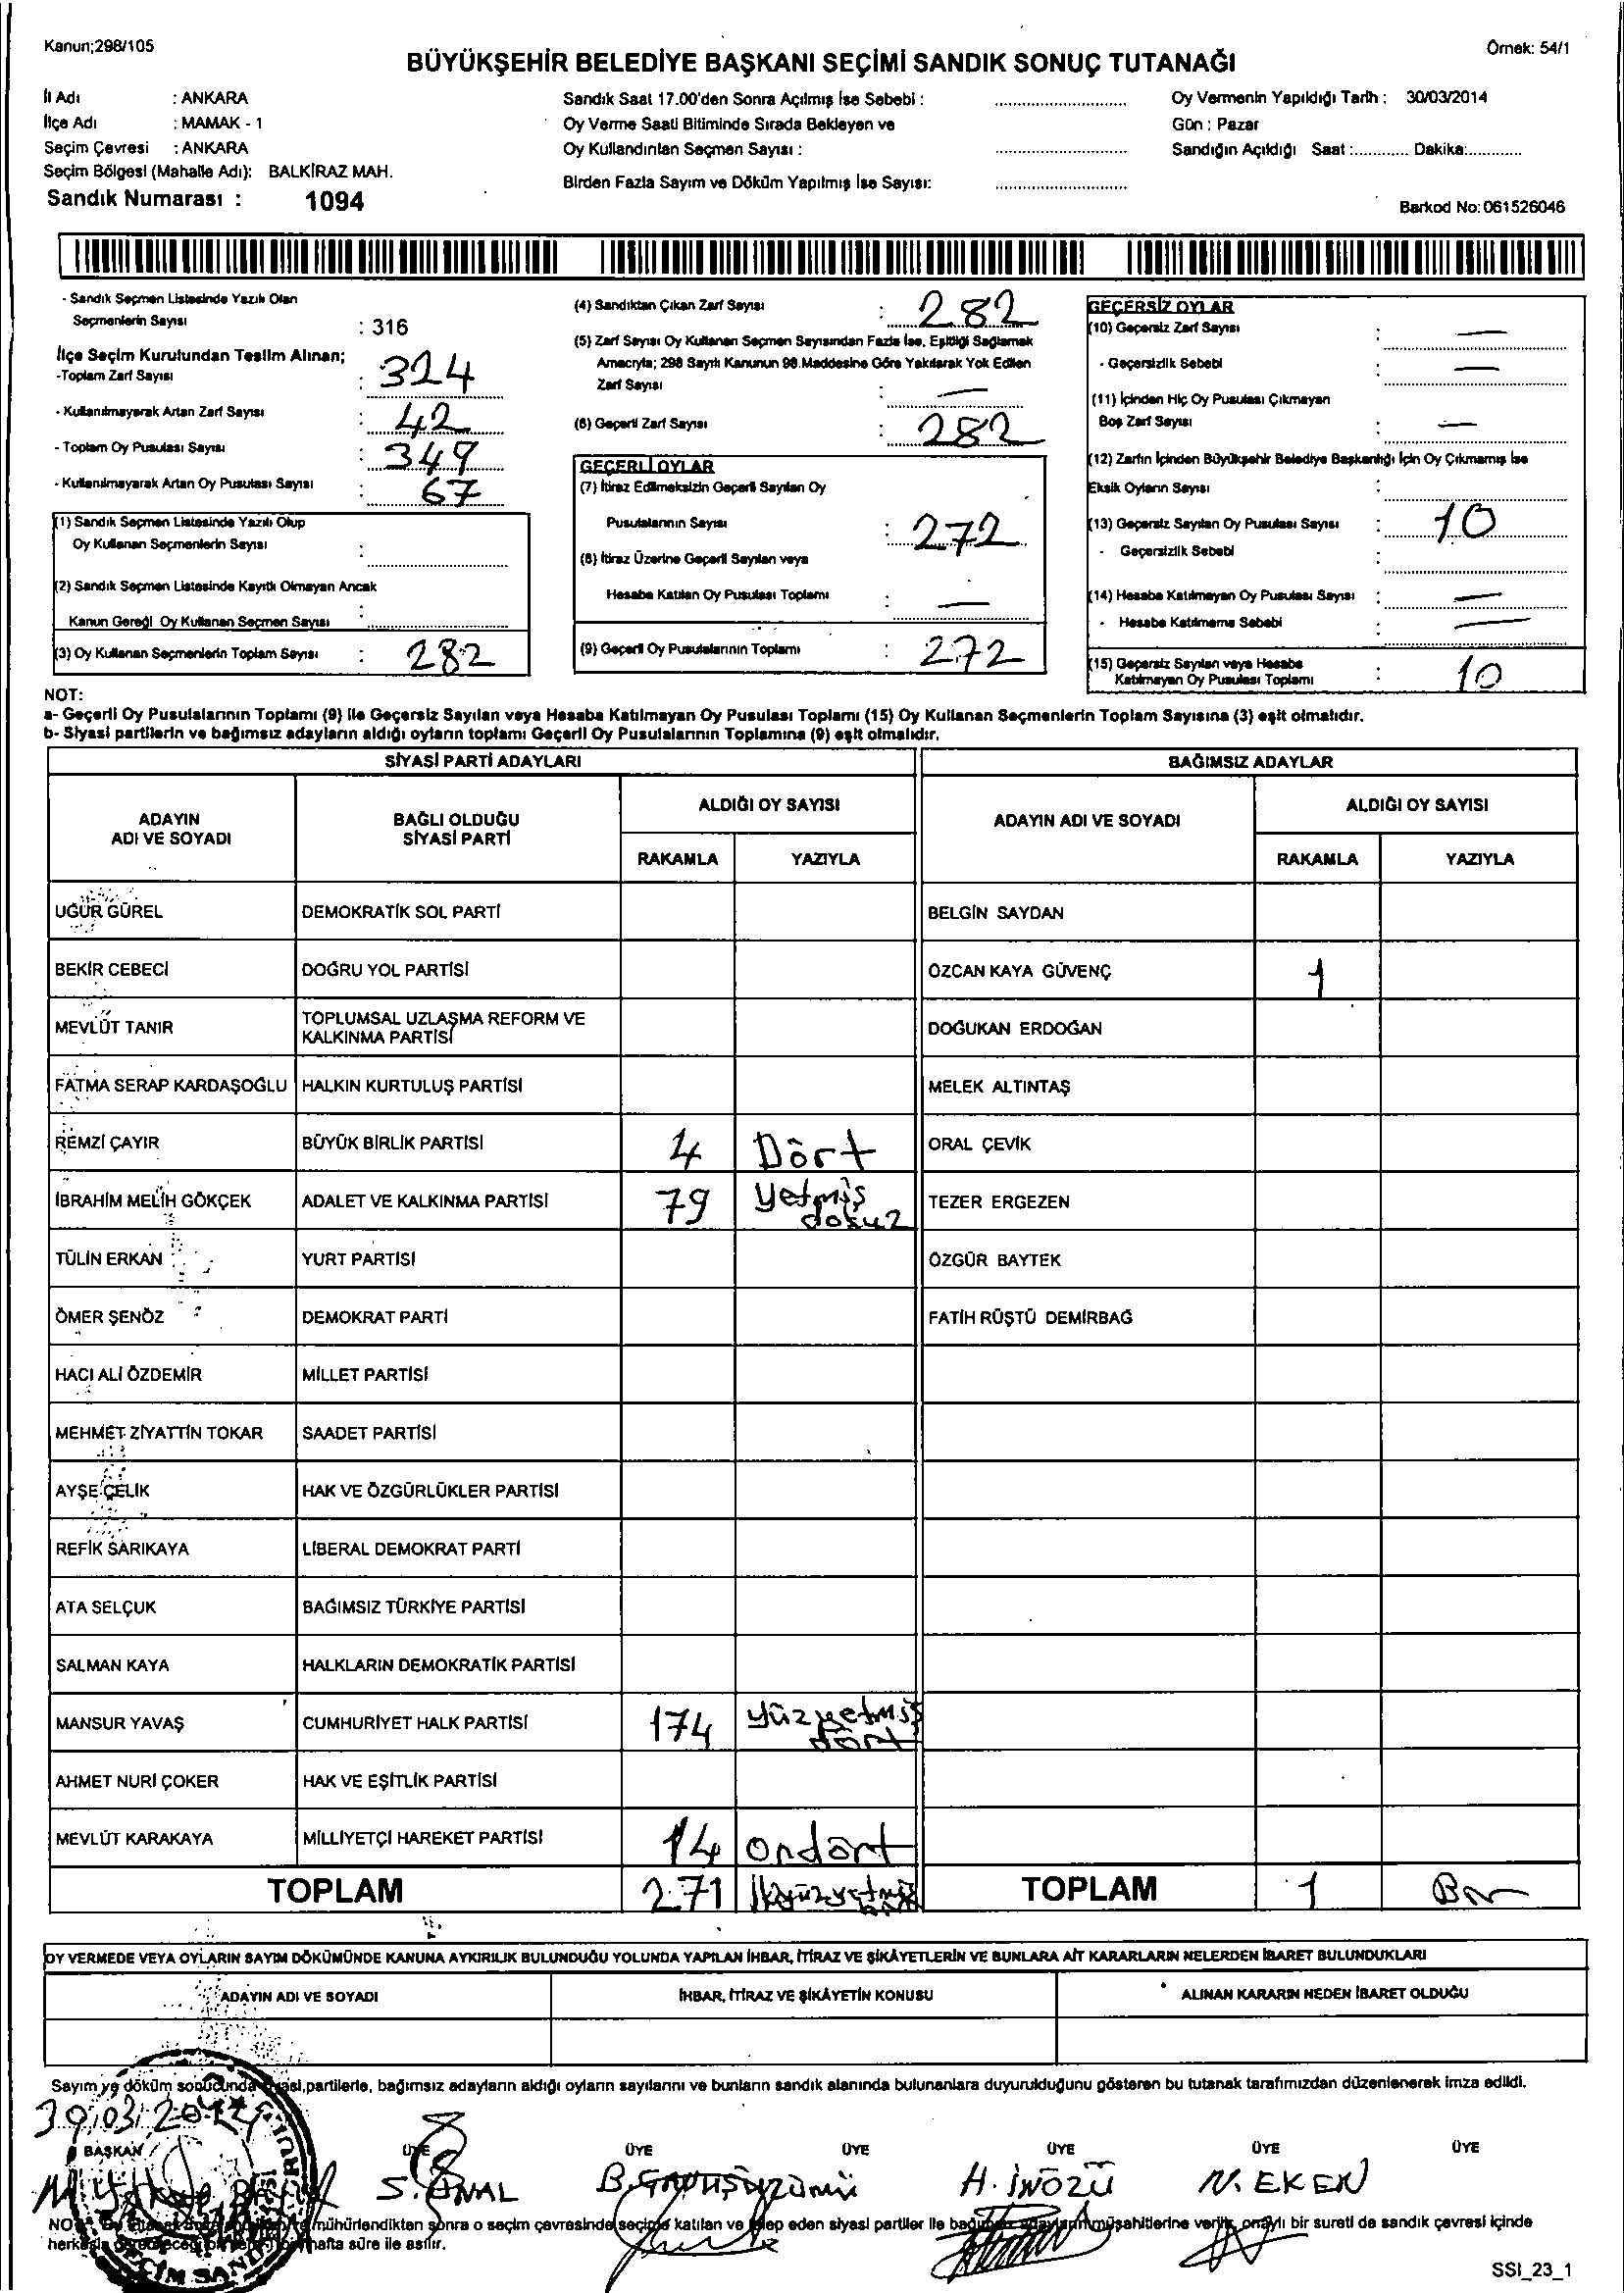 Kanun;298/105
Örnek: 54/1
BÜYÜKŞEHİR BELEDİYE BAŞKANI SEÇİMİ SANDIK SONUÇ TUTANAĞI
İl Adı : ANKARA
İlçe Adı : MAMAK - 1
Seçim Çevresi : ANKARA
Seçim Bölgesi (Mahalle Adı): BALKİRAZ MAH.
Sandık Numarası : 1094
Sandık Saat 17.00'den Sonra Açılmış İse Sebebi :
Oy Verme Saati Bitiminde Sırada Bekleyen ve
Oy Kullandırılan Seçmen Sayısı :
Birden Fazla Sayım ve Döküm Yapılmış İse Sayısı:
Oy Vermenin Yapıldığı Tarih : 30/03/2014
Gün : Pazar
Sandığın Açıldığı Saat :............ Dakika:............
Barkod No: 061526046
- Sandık Seçmen Listesinde Yazılı Olan
Seçmenlerin Sayısı : 316
İlçe Seçim Kurulundan Teslim Alınan;
-Toplam Zarf Sayısı : 324
- Kullanılmayarak Artan Zarf Sayısı : 42
- Toplam Oy Pusulası Sayısı : 349
- Kullanılmayarak Artan Oy Pusulası Sayısı : 67
(1) Sandık Seçmen Listesinde Yazılı Olup
Oy Kullanan Seçmenlerin Sayısı :
(2) Sandık Seçmen Listesinde Kayıtlı Olmayan Ancak
Kanun Gereği Oy Kullanan Seçmen Sayısı :
(3) Oy Kullanan Seçmenlerin Toplam Sayısı : 282
(4) Sandıktan Çıkan Zarf Sayısı : 282
(5) Zarf Sayısı Oy Kullanan Seçmen Sayısından Fazla İse, Eşitliği Sağlamak
Amacıyla; 298 Sayılı Kanunun 98.Maddesine Göre Yakılarak Yok Edilen
Zarf Sayısı : —
(6) Geçerli Zarf Sayısı : 282
GEÇERLİ OYLAR
(7) İtiraz Edilmeksizin Geçerli Sayılan Oy
Pusulalarının Sayısı : 272
(8) İtiraz Üzerine Geçerli Sayılan veya
Hesaba Katılan Oy Pusulası Toplamı : —
(9) Geçerli Oy Pusulalarının Toplamı : 272
GEÇERSİZ OYLAR
(10) Geçersiz Zarf Sayısı : —
- Geçersizlik Sebebi : —
(11) İçinden Hiç Oy Pusulası Çıkmayan
Boş Zarf Sayısı : —
(12) Zarfın İçinden Büyükşehir Belediye Başkanlığı İçin Oy Çıkmamış İse
Eksik Oyların Sayısı :
(13) Geçersiz Sayılan Oy Pusulası Sayısı : 10
- Geçersizlik Sebebi :
(14) Hesaba Katılmayan Oy Pusulası Sayısı : —
- Hesaba Katılmama Sebebi : —
(15) Geçersiz Sayılan veya Hesaba
Katılmayan Oy Pusulası Toplamı : 10
NOT:
a- Geçerli Oy Pusulalarının Toplamı (9) ile Geçersiz Sayılan veya Hesaba Katılmayan Oy Pusulası Toplamı (15) Oy Kullanan Seçmenlerin Toplam Sayısına (3) eşit olmalıdır.
b- Siyasi partilerin ve bağımsız adayların aldığı oyların toplamı Geçerli Oy Pusulalarının Toplamına (9) eşit olmalıdır.
SİYASİ PARTİ ADAYLARI
BAĞIMSIZ ADAYLAR
ADAYIN ADI VE SOYADI
BAĞLI OLDUĞU SİYASİ PARTİ
ALDIĞI OY SAYISI
RAKAMLA YAZIYLA
ADAYIN ADI VE SOYADI
ALDIĞI OY SAYISI
RAKAMLA YAZIYLA
UĞUR GÜREL DEMOKRATİK SOL PARTİ BELGİN SAYDAN
BEKİR CEBECİ DOĞRU YOL PARTİSİ ÖZCAN KAYA GÜVENÇ 1
MEVLÜT TANIR TOPLUMSAL UZLAŞMA REFORM VE KALKINMA PARTİSİ DOĞUKAN ERDOĞAN
FATMA SERAP KARDAŞOĞLU HALKIN KURTULUŞ PARTİSİ MELEK ALTINTAŞ
REMZİ ÇAYIR BÜYÜK BİRLİK PARTİSİ 4 Dört ORAL ÇEVİK
İBRAHİM MELİH GÖKÇEK ADALET VE KALKINMA PARTİSİ 79 yetmiş dokuz TEZER ERGEZEN
TÜLİN ERKAN YURT PARTİSİ ÖZGÜR BAYTEK
ÖMER ŞENÖZ DEMOKRAT PARTİ FATİH RÜŞTÜ DEMİRBAĞ
HACI ALİ ÖZDEMİR MİLLET PARTİSİ
MEHMET ZİYATTİN TOKAR SAADET PARTİSİ
AYŞE ÇELİK HAK VE ÖZGÜRLÜKLER PARTİSİ
REFİK SARIKAYA LİBERAL DEMOKRAT PARTİ
ATA SELÇUK BAĞIMSIZ TÜRKİYE PARTİSİ
SALMAN KAYA HALKLARIN DEMOKRATİK PARTİSİ
MANSUR YAVAŞ CUMHURİYET HALK PARTİSİ 174 yüzyetmiş dört
AHMET NURİ ÇOKER HAK VE EŞİTLİK PARTİSİ
MEVLÜT KARAKAYA MİLLİYETÇİ HAREKET PARTİSİ 14 ondört
TOPLAM 271 ikiyüzyetmiş TOPLAM 1 Bir
OY VERMEDE VEYA OYLARIN SAYIM DÖKÜMÜNDE KANUNA AYKIRILIK BULUNDUĞU YOLUNDA YAPILAN İHBAR, İTİRAZ VE ŞİKÂYETLERİN VE BUNLARA AİT KARARLARIN NELERDEN İBARET BULUNDUKLARI
ADAYIN ADI VE SOYADI İHBAR, İTİRAZ VE ŞİKÂYETİN KONUSU ALINAN KARARIN NEDEN İBARET OLDUĞU
Sayım ve döküm sonucunda siyasi partilerle, bağımsız adayların aldığı oyların sayılarını ve bunların sandık alanında bulunanlara duyurulduğunu gösteren bu tutanak tarafımızdan düzenlenerek imza edildi.
30/03/2014
BAŞKAN ÜYE ÜYE ÜYE ÜYE ÜYE ÜYE
S. ÜNAL B. H. İNÖZÜ N. EKEN
mühürlendikten sonra o seçim çevresinde seçime katılan ve talep eden siyasi partiler ile bağımsız müşahitlerine verilir, onaylı bir sureti de sandık çevresi içinde
hafta süre ile asılır.
SSI_23_1